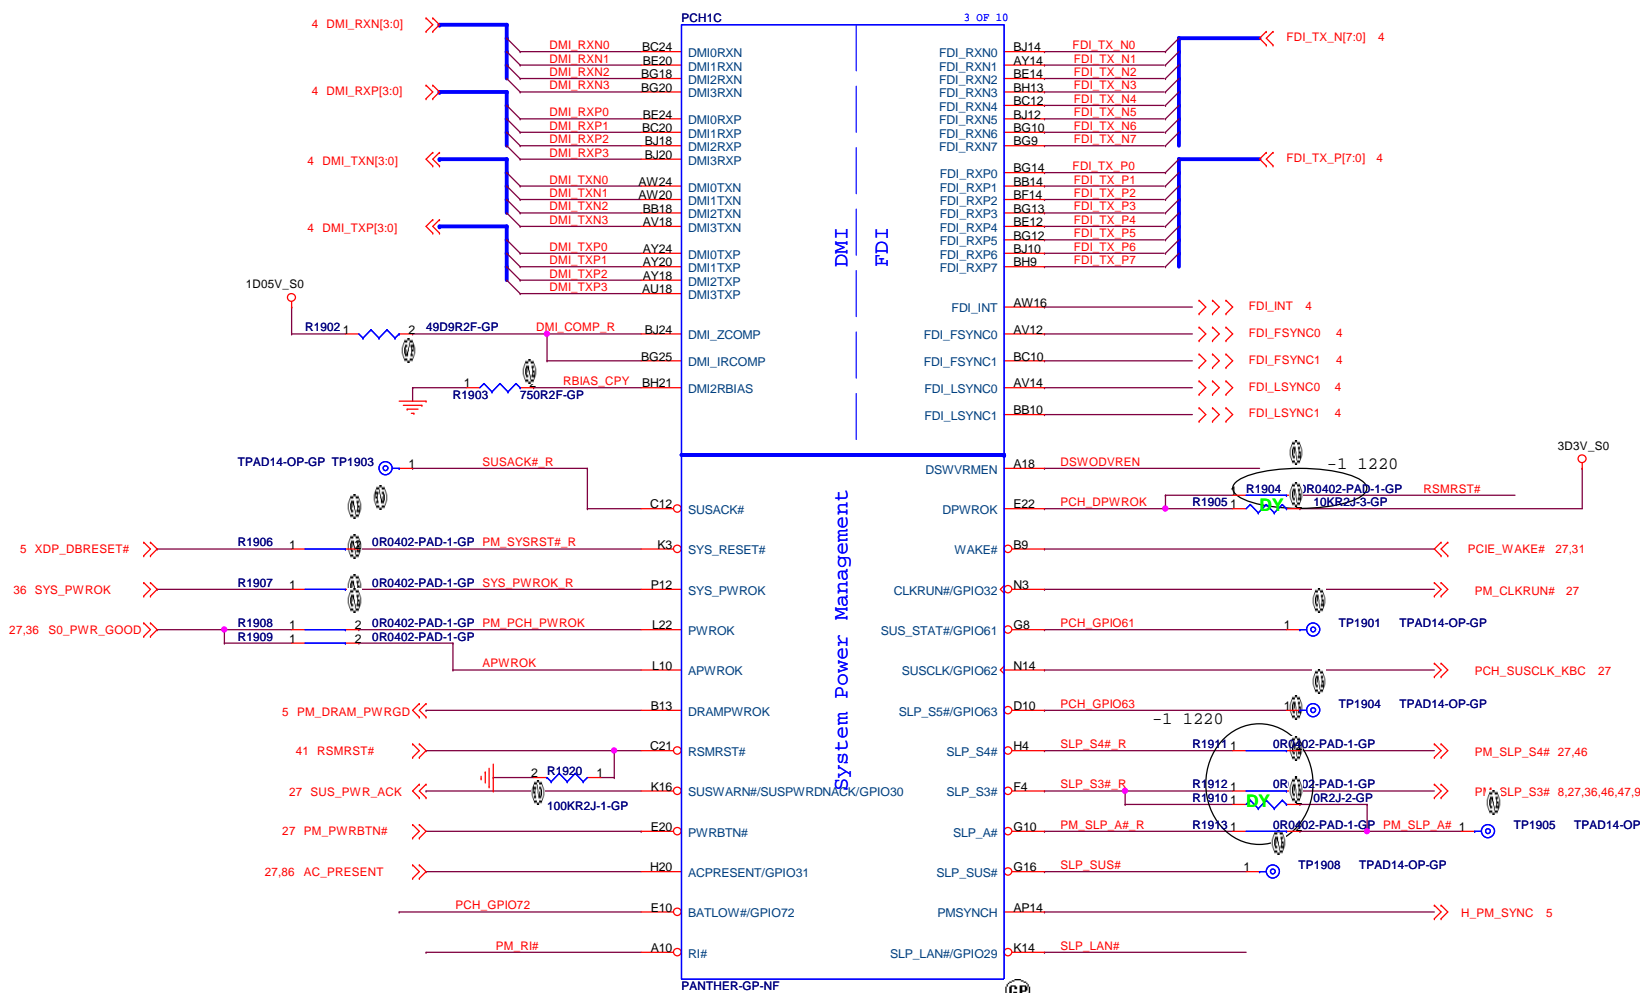 PCH1C 3 OF 10
4 DMI_RXN[3:0]
DMI_RXN0 BC24 DMI0RXN
DMI_RXN1 BE20 DMI1RXN
DMI_RXN2 BG18 DMI2RXN
DMI_RXN3 BG20 DMI3RXN
4 DMI_RXP[3:0]
DMI_RXP0 BE24 DMI0RXP
DMI_RXP1 BC20 DMI1RXP
DMI_RXP2 BJ18 DMI2RXP
DMI_RXP3 BJ20 DMI3RXP
4 DMI_TXN[3:0]
DMI_TXN0 AW24 DMI0TXN
DMI_TXN1 AW20 DMI1TXN
DMI_TXN2 BB18 DMI2TXN
DMI_TXN3 AV18 DMI3TXN
4 DMI_TXP[3:0]
DMI_TXP0 AY24 DMI0TXP
DMI_TXP1 AY20 DMI1TXP
DMI_TXP2 AY18 DMI2TXP
DMI_TXP3 AU18 DMI3TXP
1D05V_S0
R1902 1 2 49D9R2F-GP DMI_COMP_R BJ24 DMI_ZCOMP
BG25 DMI_IRCOMP
1 R1903 2 750R2F-GP RBIAS_CPY BH21 DMI2RBIAS
DMI
FDI
FDI_RXN0 BJ14 FDI_TX_N0
FDI_TX_N[7:0] 4
FDI_RXN1 AY14 FDI_TX_N1
FDI_RXN2 BE14 FDI_TX_N2
FDI_RXN3 BH13 FDI_TX_N3
FDI_RXN4 BC12 FDI_TX_N4
FDI_RXN5 BJ12 FDI_TX_N5
FDI_RXN6 BG10 FDI_TX_N6
FDI_RXN7 BG9 FDI_TX_N7
FDI_TX_P[7:0] 4
FDI_RXP0 BG14 FDI_TX_P0
FDI_RXP1 BB14 FDI_TX_P1
FDI_RXP2 BF14 FDI_TX_P2
FDI_RXP3 BG13 FDI_TX_P3
FDI_RXP4 BE12 FDI_TX_P4
FDI_RXP5 BG12 FDI_TX_P5
FDI_RXP6 BJ10 FDI_TX_P6
FDI_RXP7 BH9 FDI_TX_P7
FDI_INT AW16 FDI_INT 4
FDI_FSYNC0 AV12 FDI_FSYNC0 4
FDI_FSYNC1 BC10 FDI_FSYNC1 4
FDI_LSYNC0 AV14 FDI_LSYNC0 4
FDI_LSYNC1 BB10 FDI_LSYNC1 4
TPAD14-OP-GP TP1903 1 SUSACK#_R C12 SUSACK#
5 XDP_DBRESET# R1906 1 0R0402-PAD-1-GP PM_SYSRST#_R K3 SYS_RESET#
36 SYS_PWROK R1907 1 0R0402-PAD-1-GP SYS_PWROK_R P12 SYS_PWROK
27,36 S0_PWR_GOOD R1908 1 2 0R0402-PAD-1-GP PM_PCH_PWROK L22 PWROK
R1909 1 2 0R0402-PAD-1-GP APWROK L10 APWROK
5 PM_DRAM_PWRGD B13 DRAMPWROK
41 RSMRST# C21 RSMRST#
2 R1920 1 100KR2J-1-GP
27 SUS_PWR_ACK K16 SUSWARN#/SUSPWRDNACK/GPIO30
27 PM_PWRBTN# E20 PWRBTN#
27,86 AC_PRESENT H20 ACPRESENT/GPIO31
PCH_GPIO72 E10 BATLOW#/GPIO72
PM_RI# A10 RI#
System Power Management
DSWVRMEN A18 DSWODVREN
-1 1220
3D3V_S0
R1904 0R0402-PAD-1-GP RSMRST#
DPWROK E22 PCH_DPWROK R1905 1 DY 10KR2J-3-GP
WAKE# B9 PCIE_WAKE# 27,31
CLKRUN#/GPIO32 N3 PM_CLKRUN# 27
SUS_STAT#/GPIO61 G8 PCH_GPIO61 1 TP1901 TPAD14-OP-GP
SUSCLK/GPIO62 N14 PCH_SUSCLK_KBC 27
SLP_S5#/GPIO63 D10 PCH_GPIO63 TP1904 TPAD14-OP-GP
-1 1220
SLP_S4# H4 SLP_S4#_R R1911 1 0R0402-PAD-1-GP PM_SLP_S4# 27,46
SLP_S3# F4 SLP_S3#_R R1912 1 0R0402-PAD-1-GP PM_SLP_S3# 8,27,36,46,47,9
R1910 1 DY 0R2J-2-GP
SLP_A# G10 PM_SLP_A#_R R1913 1 0R0402-PAD-1-GP PM_SLP_A# 1 TP1905 TPAD14-OP
SLP_SUS# G16 SLP_SUS# 1 TP1908 TPAD14-OP-GP
PMSYNCH AP14 H_PM_SYNC 5
SLP_LAN#/GPIO29 K14 SLP_LAN#
PANTHER-GP-NF
GP